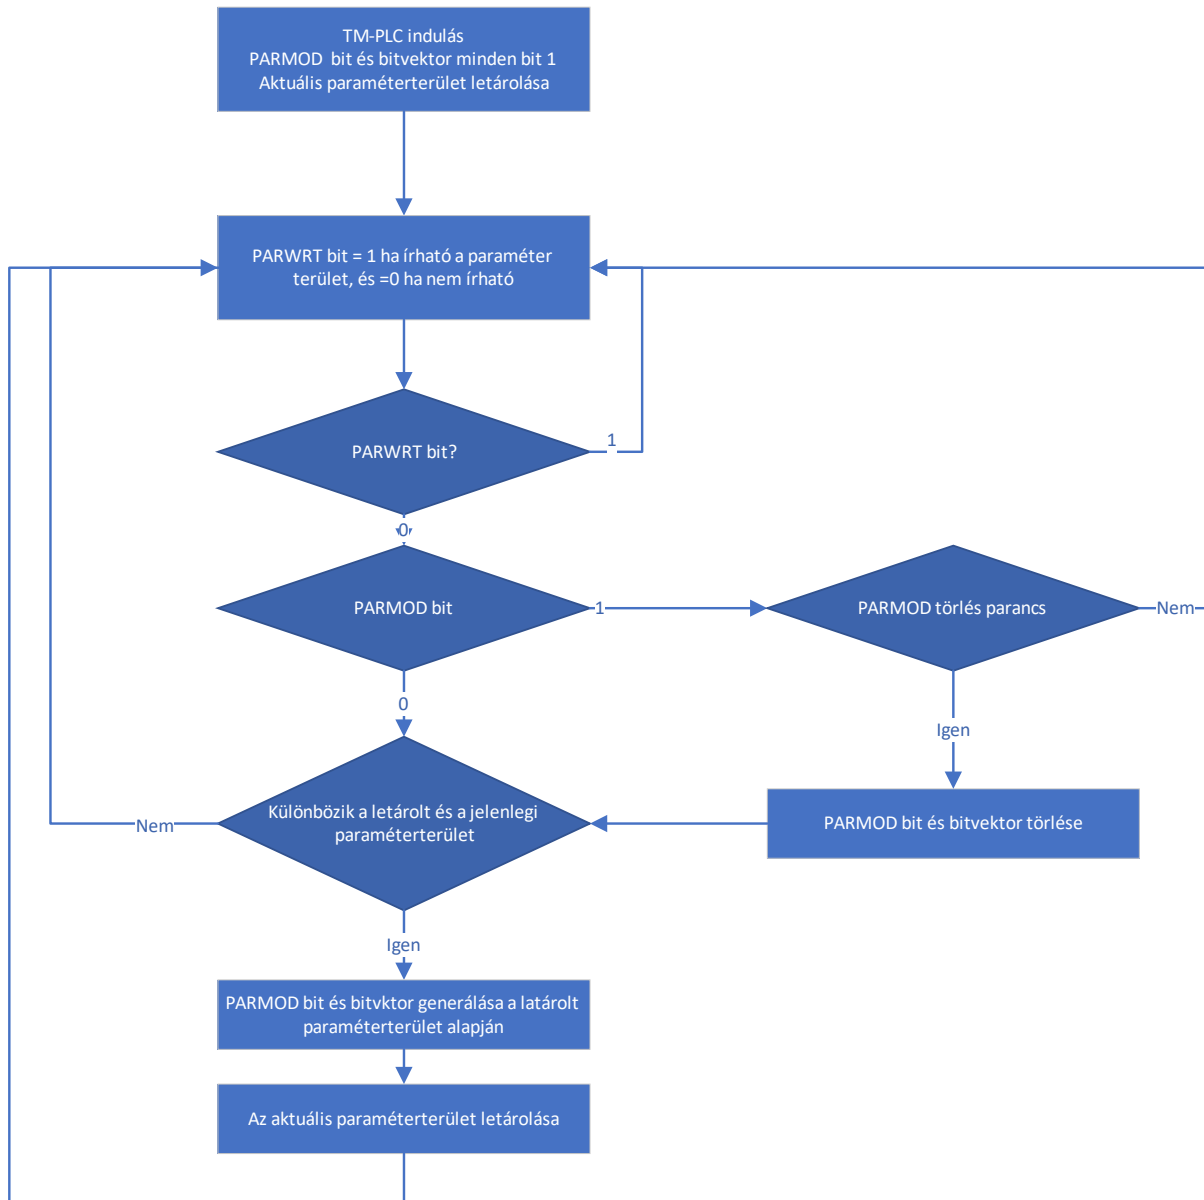 TM-PLC indulás
PARMOD  bit és bitvektor minden bit 1
Aktuális paraméterterület letárolása
PARWRT bit = 1 ha írható a paraméter
terület, és =0 ha nem írható
PARWRT bit?
1
0
PARMOD bit
1
PARMOD törlés parancs
Nem
0
Igen
Különbözik a letárolt és a jelenlegi
paraméterterület
Nem
PARMOD bit és bitvektor törlése
Igen
PARMOD bit és bitvktor generálása a latárolt
paraméterterület alapján
Az aktuális paraméterterület letárolása